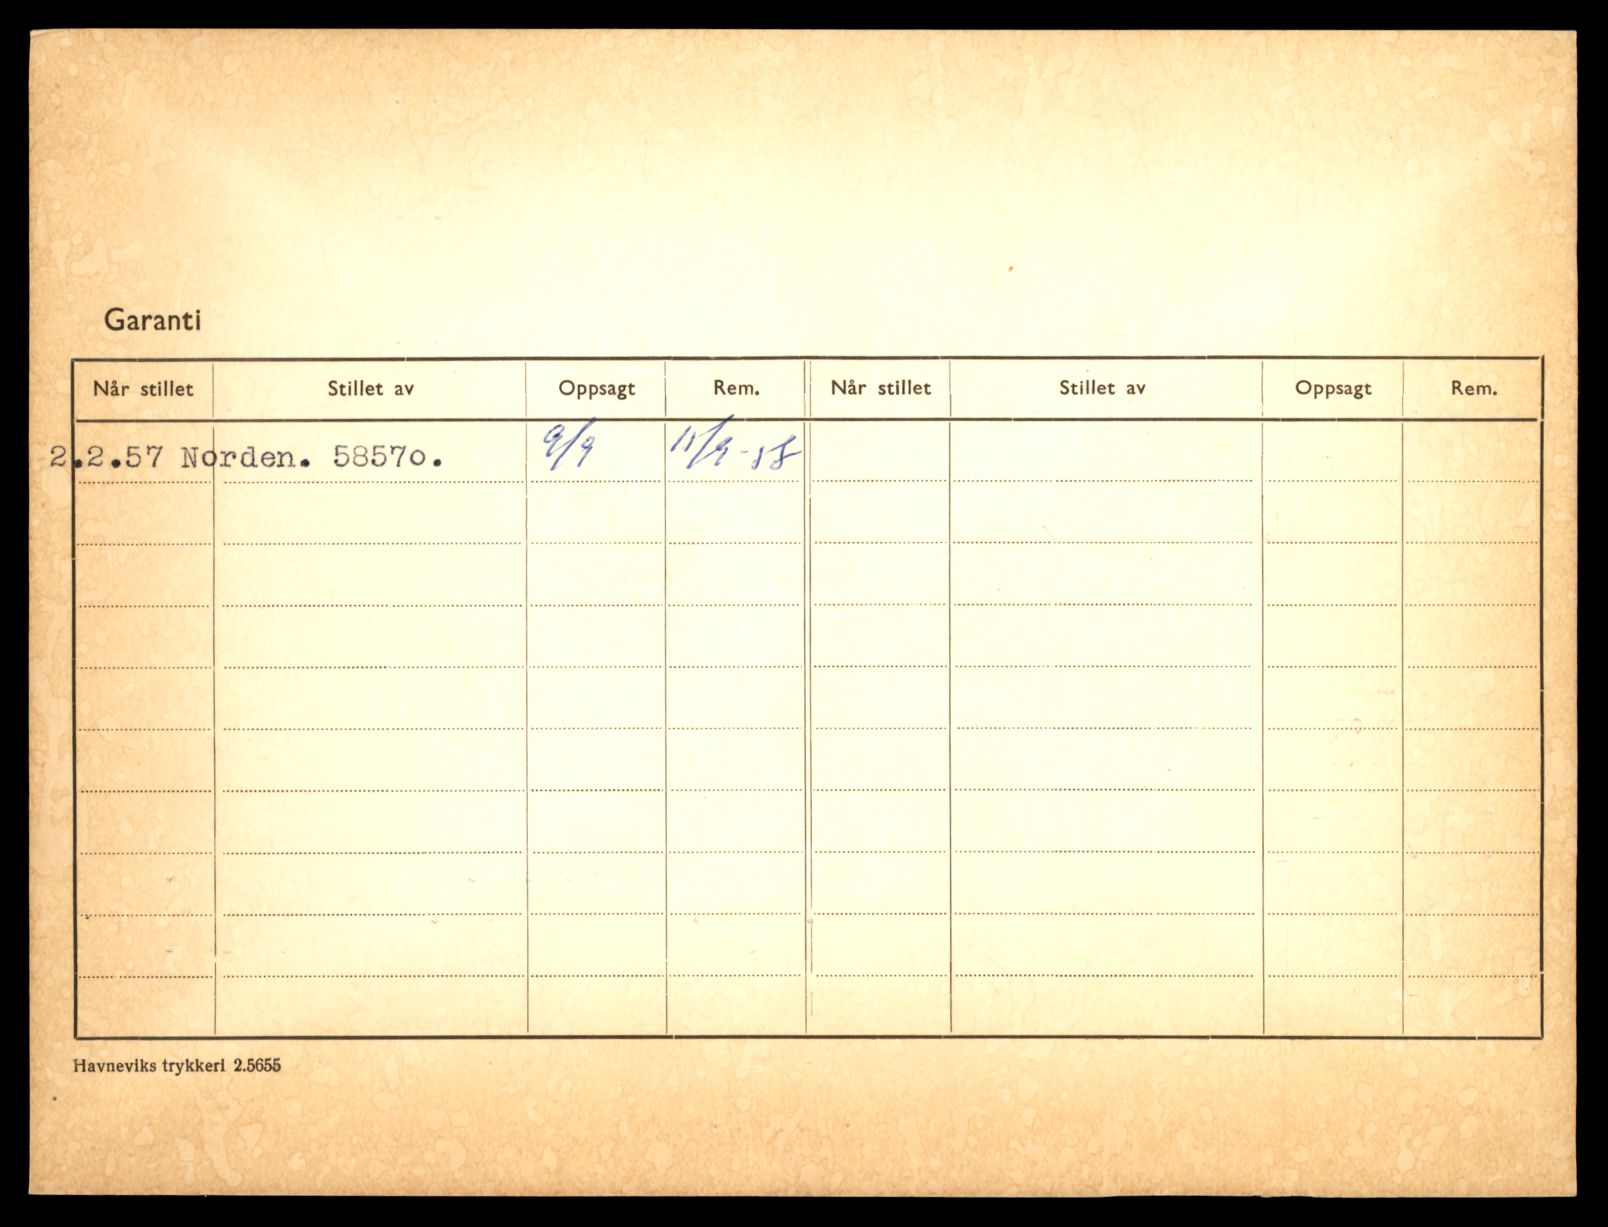 Garanti
Når stillet Stillet av Oppsagt Rem. Når stillet Stillet av Oppsagt Rem.
2.2.57 Norden. 5857o. 9/9 11/9-58
Havneviks trykkeri 2.5655